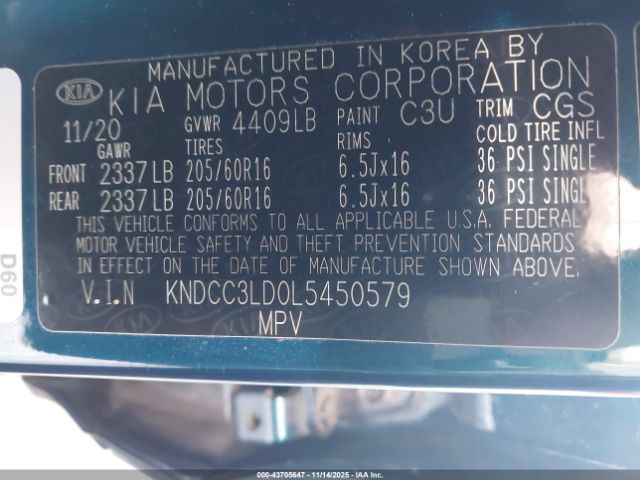 MANUFACTURED IN KOREA BY
KIA KIA MOTORS CORPORATION
11/20 GVWR 4409LB PAINT C3U TRIM CGS
GAWR TIRES RIMS COLD TIRE INFL
FRONT 2337LB 205/60R16 6.5Jx16 36 PSI SINGLE
REAR 2337LB 205/60R16 6.5Jx16 36 PSI SINGLE
THIS VEHICLE CONFORMS TO ALL APPLICABLE U.S.A. FEDERAL
MOTOR VEHICLE SAFETY AND THEFT PREVENTION STANDARDS
IN EFFECT ON THE DATE OF MANUFACTURE SHOWN ABOVE.
V.I.N KNDCC3LD0L5450579
MPV
D60
000-43705647 - 11/14/2025 - IAAI, Inc.